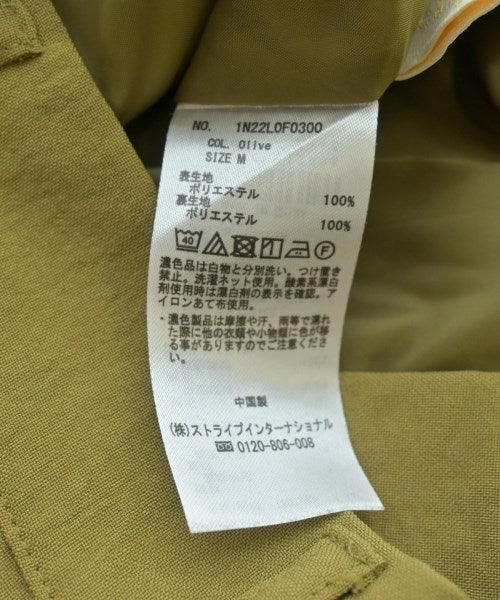 NO. 1N22L0F0300
COL. Olive
SIZE M
表生地
ポリエステル 100%
裏生地
ポリエステル 100%
40
F
濃色品は白物と分別洗い。つけ置き
禁止。洗濯ネット使用。酸素系漂白
剤使用時は漂白剤の表示を確認。ア
イロンあて布使用。
・濃色製品は摩擦や汗、雨等で濡れ
た際に他の衣類や小物類に色が移
る事がありますのでご注意くださ
い。
中国製
(株)ストライプインターナショナル
0120-806-008